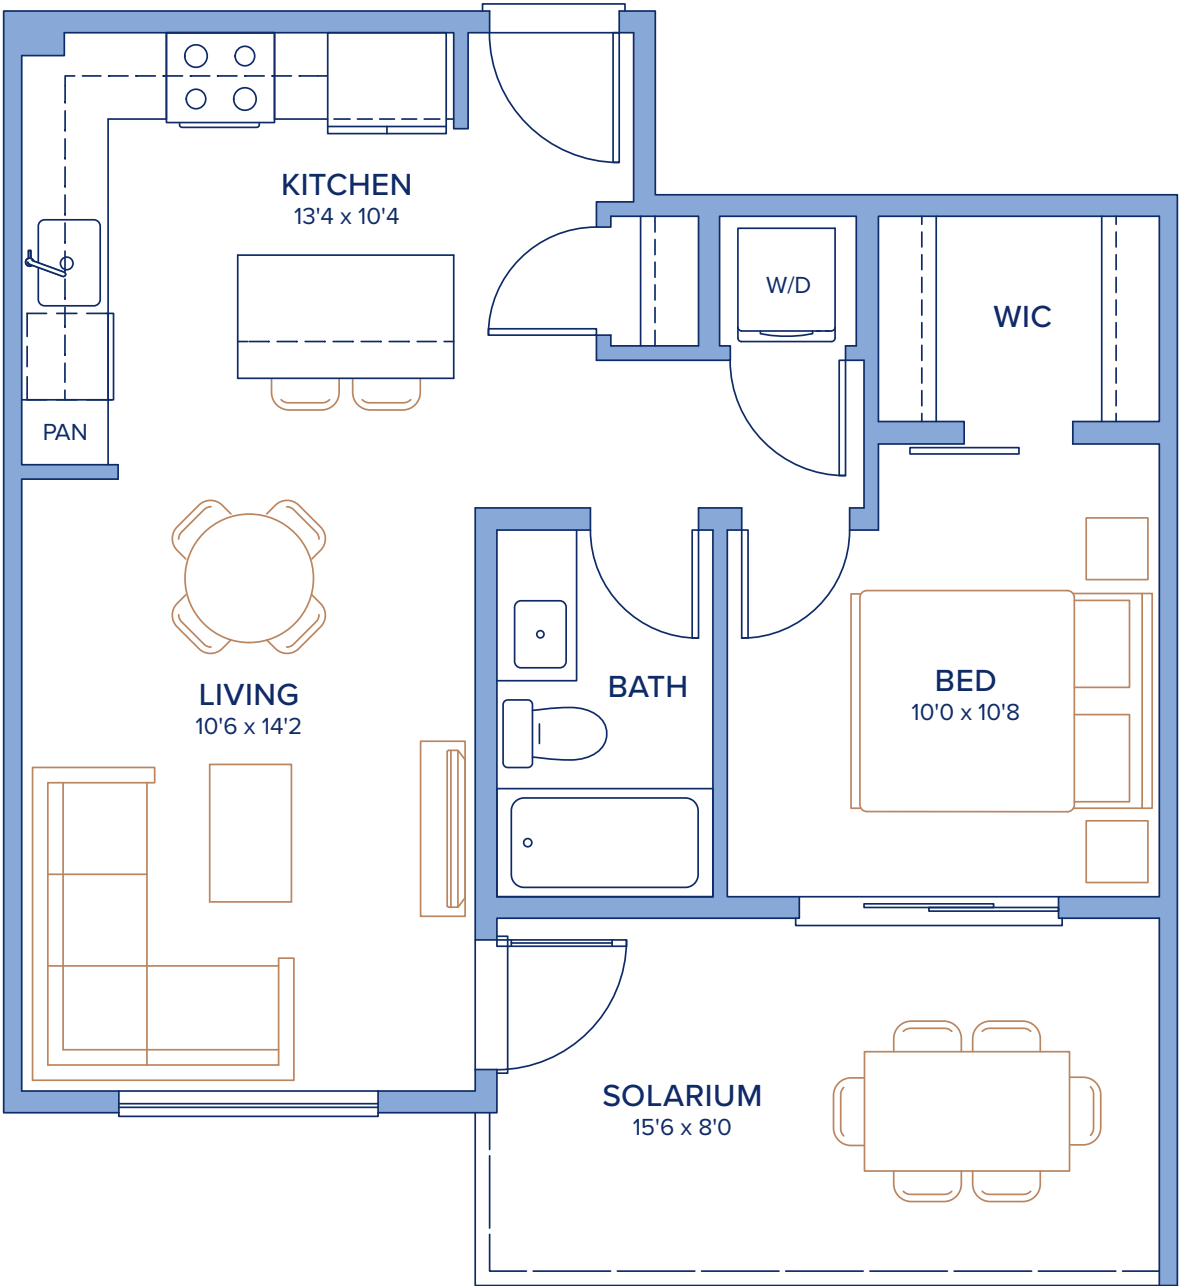 KITCHEN
13'4 x 10'4
W/D
WIC
PAN
LIVING
10'6 x 14'2
BATH
BED
10'0 x 10'8
SOLARIUM
15'6 x 8'0